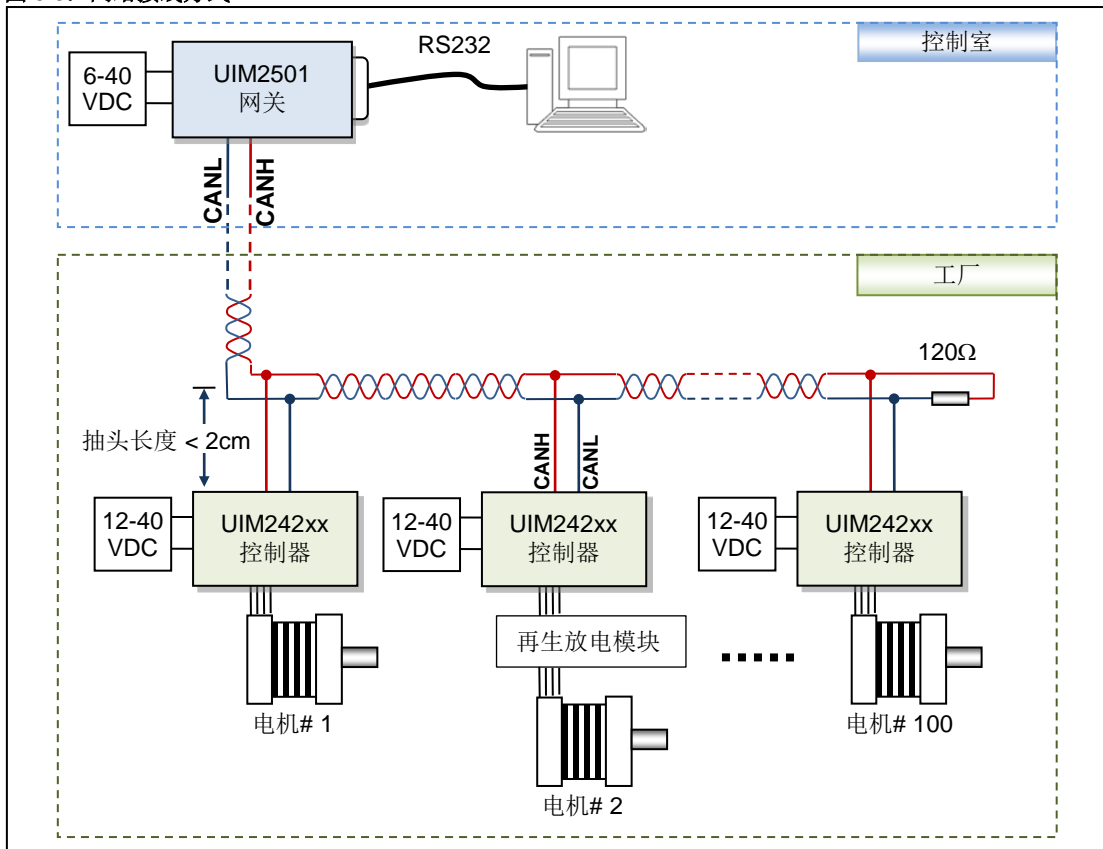 RS232
控制室
6-40
VDC
UIM2501
网关
CANL
CANH
工厂
120Ω
抽头长度 < 2cm
CANH
CANL
12-40
VDC
UIM242xx
控制器
12-40
VDC
UIM242xx
控制器
12-40
VDC
UIM242xx
控制器
再生放电模块
电机# 1
电机# 100
电机# 2